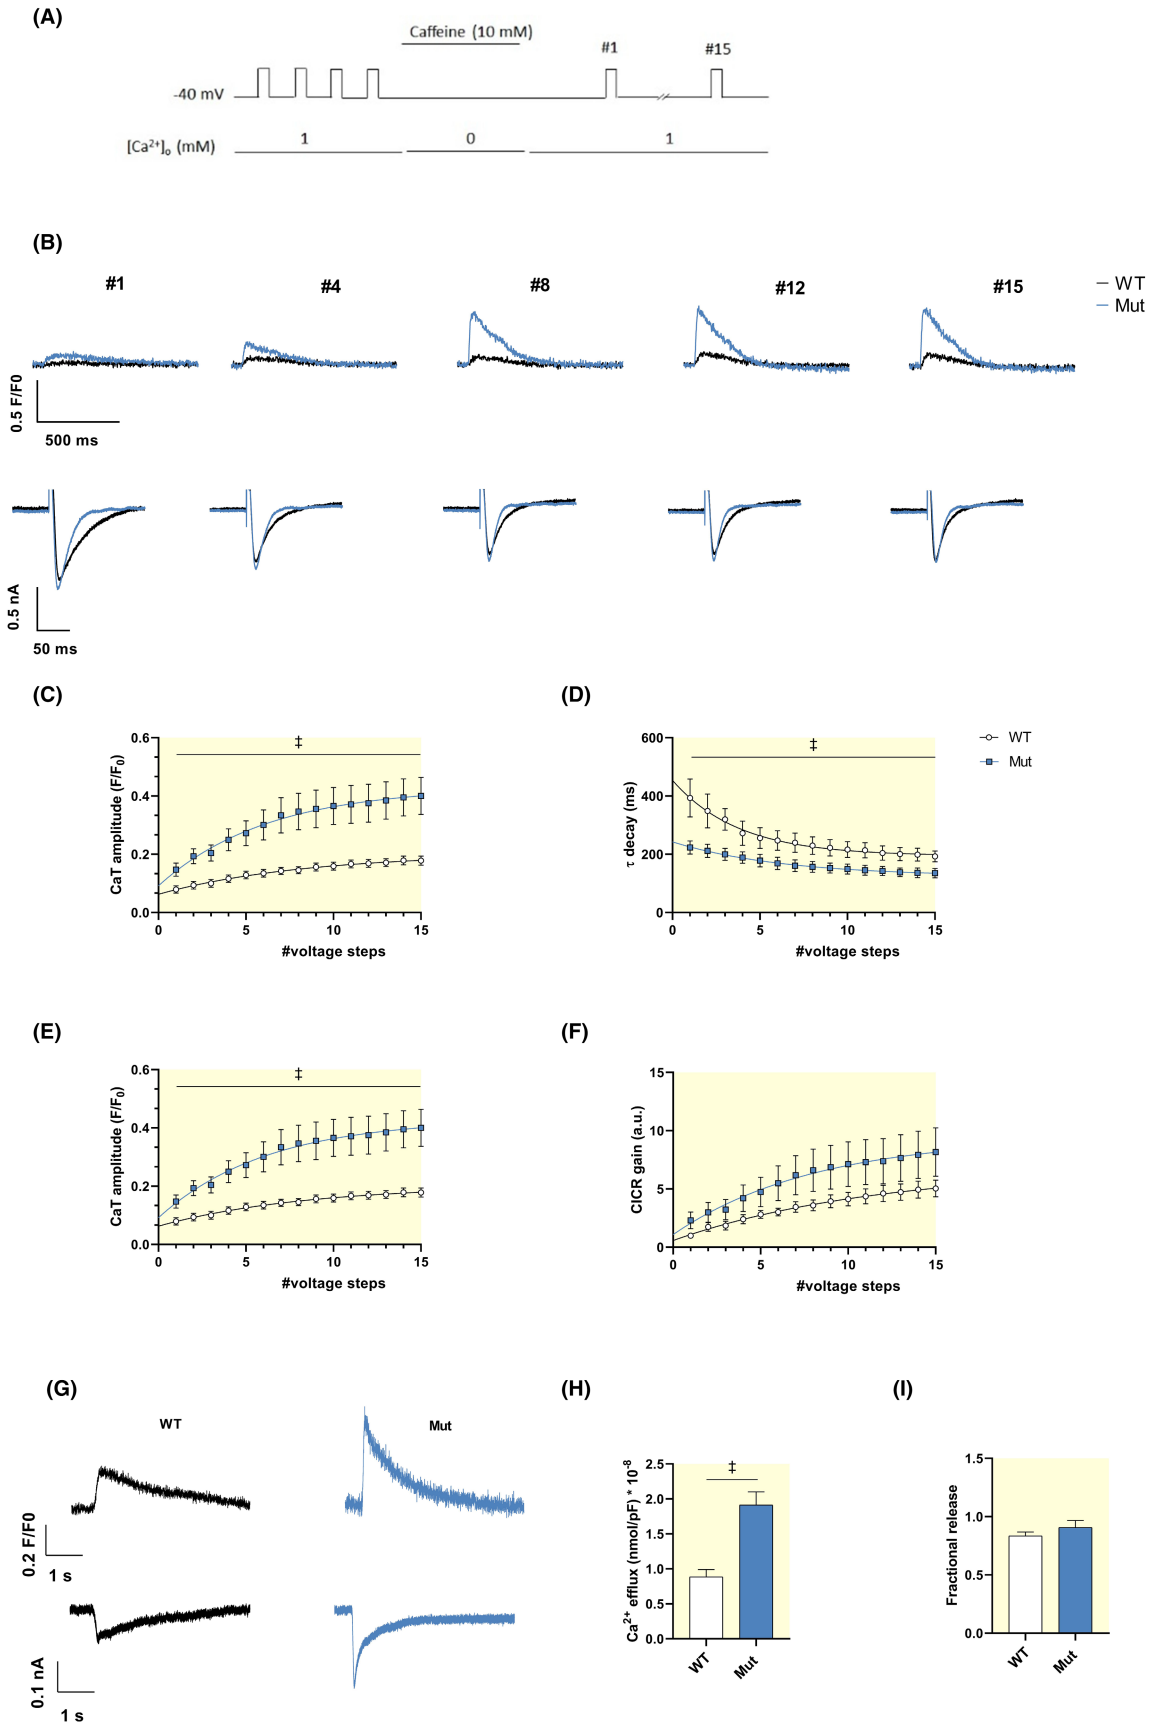 (A)
Caffeine (10 mM)
#1
#15
-40 mV
[Ca²⁺]ₒ (mM)
1
0
1
(B)
#1
#4
#8
#12
#15
WT
Mut
0.5 F/F0
500 ms
0.5 nA
50 ms
(C)
‡
CaT amplitude (F/F₀)
0.6
0.4
0.2
0.0
0
5
10
15
#voltage steps
(D)
‡
τ decay (ms)
600
400
200
0
0
5
10
15
#voltage steps
WT
Mut
(E)
‡
CaT amplitude (F/F₀)
0.6
0.4
0.2
0.0
0
5
10
15
#voltage steps
(F)
CICR gain (a.u.)
15
10
5
0
0
5
10
15
#voltage steps
(G)
WT
Mut
0.2 F/F0
1 s
0.1 nA
1 s
(H)
‡
Ca²⁺ efflux (nmol/pF) * 10⁻⁸
2.5
2.0
1.5
1.0
0.5
0.0
WT
Mut
(I)
Fractional release
1.5
1.0
0.5
0.0
WT
Mut